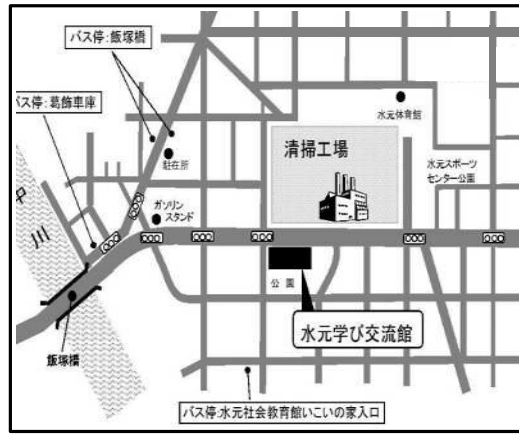 バス停:飯塚橋
バス停:葛飾車庫
水元体育館
清掃工場
駐在所
水元スポーツ
センター公園
ガソリン
スタンド
中
川
公園
水元学び交流館
飯塚橋
バス停:水元社会教育館いこいの家入口